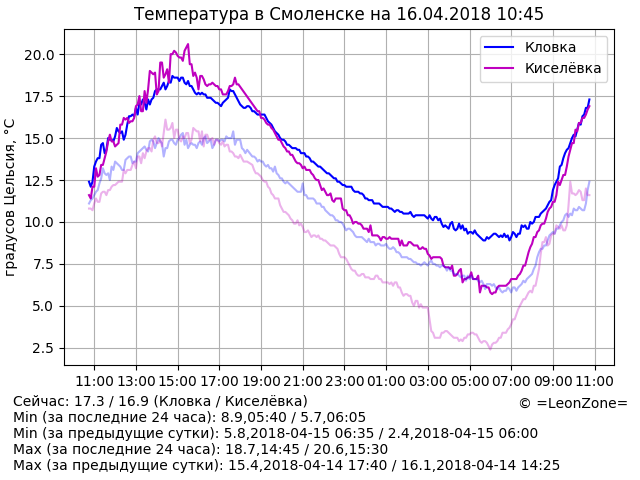 Температура в Смоленске на 16.04.2018 10:45
Кловка
Киселёвка
градусов Цельсия, °C
20.0
17.5
15.0
12.5
10.0
7.5
5.0
2.5
11:00 13:00 15:00 17:00 19:00 21:00 23:00 01:00 03:00 05:00 07:00 09:00 11:00
Сейчас: 17.3 / 16.9 (Кловка / Киселёвка)
© =LeonZone=
Min (за последние 24 часа): 8.9,05:40 / 5.7,06:05
Min (за предыдущие сутки): 5.8,2018-04-15 06:35 / 2.4,2018-04-15 06:00
Max (за последние 24 часа): 18.7,14:45 / 20.6,15:30
Max (за предыдущие сутки): 15.4,2018-04-14 17:40 / 16.1,2018-04-14 14:25